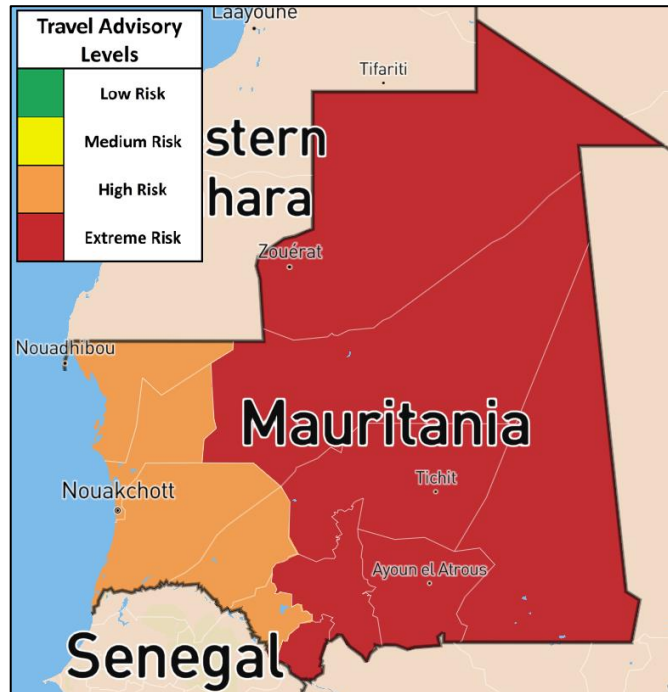 Laayoune
Travel Advisory
Levels
Low Risk
Medium Risk
High Risk
Extreme Risk
Tifariti
stern
hara
Zouérat
Nouadhibou
Mauritania
Nouakchott
Tichit
Ayoun el Atrous
Senegal